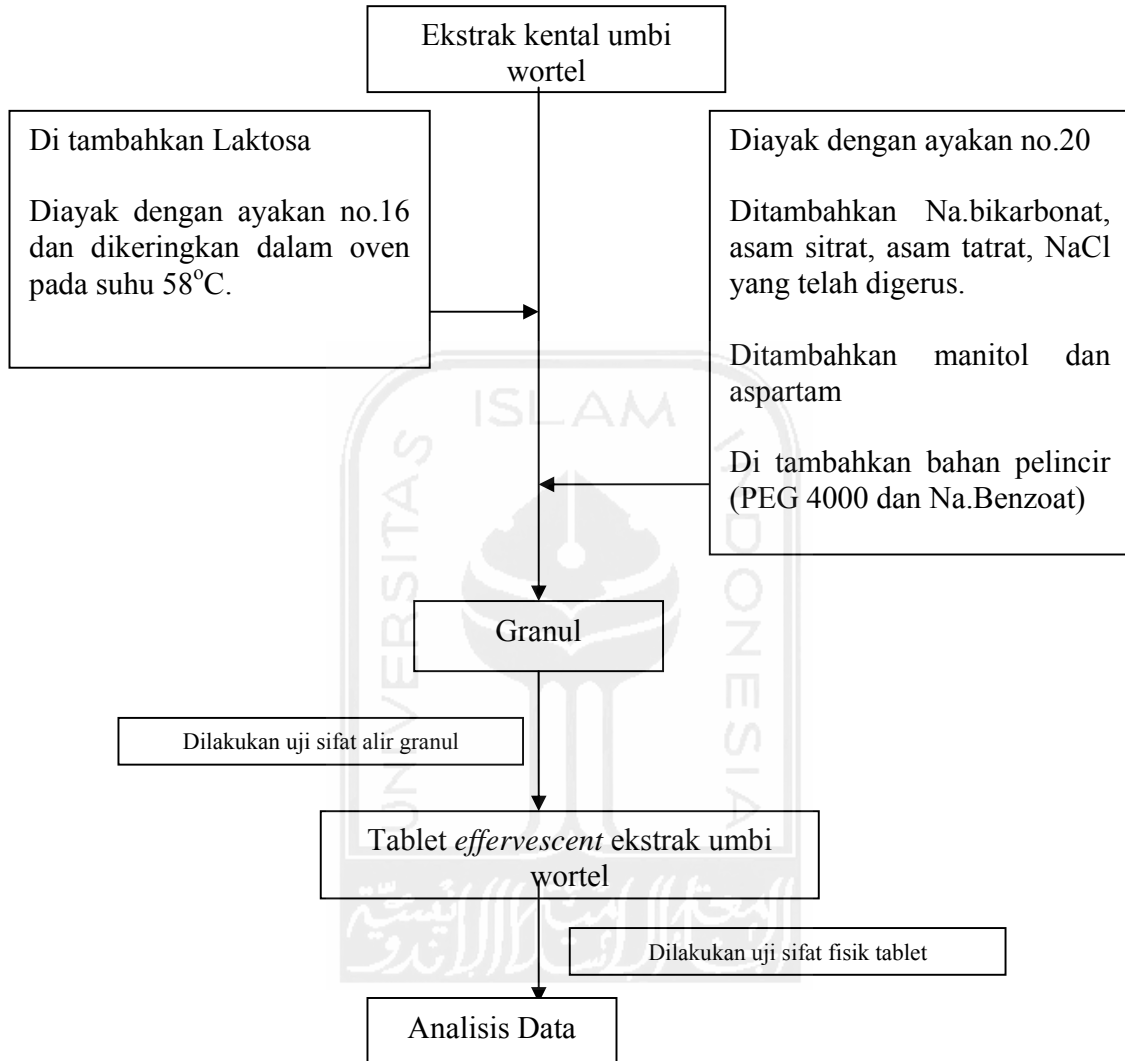 Ekstrak kental umbi
wortel
Di tambahkan Laktosa
Diayak dengan ayakan no.16
dan dikeringkan dalam oven
pada suhu 58°C.
Diayak dengan ayakan no.20
Ditambahkan Na.bikarbonat,
asam sitrat, asam tatrat, NaCl
yang telah digerus.
Ditambahkan manitol dan
aspartam
Di tambahkan bahan pelincir
(PEG 4000 dan Na.Benzoat)
UNIVERSITAS
ISLAM
INDONESIA
Granul
Dilakukan uji sifat alir granul
Tablet effervescent ekstrak umbi
wortel
Dilakukan uji sifat fisik tablet
Analisis Data